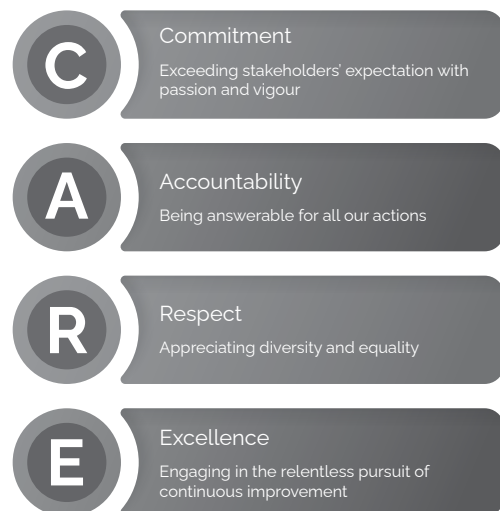 C
Commitment
Exceeding stakeholders’ expectation with
passion and vigour
A
Accountability
Being answerable for all our actions
R
Respect
Appreciating diversity and equality
E
Excellence
Engaging in the relentless pursuit of
continuous improvement